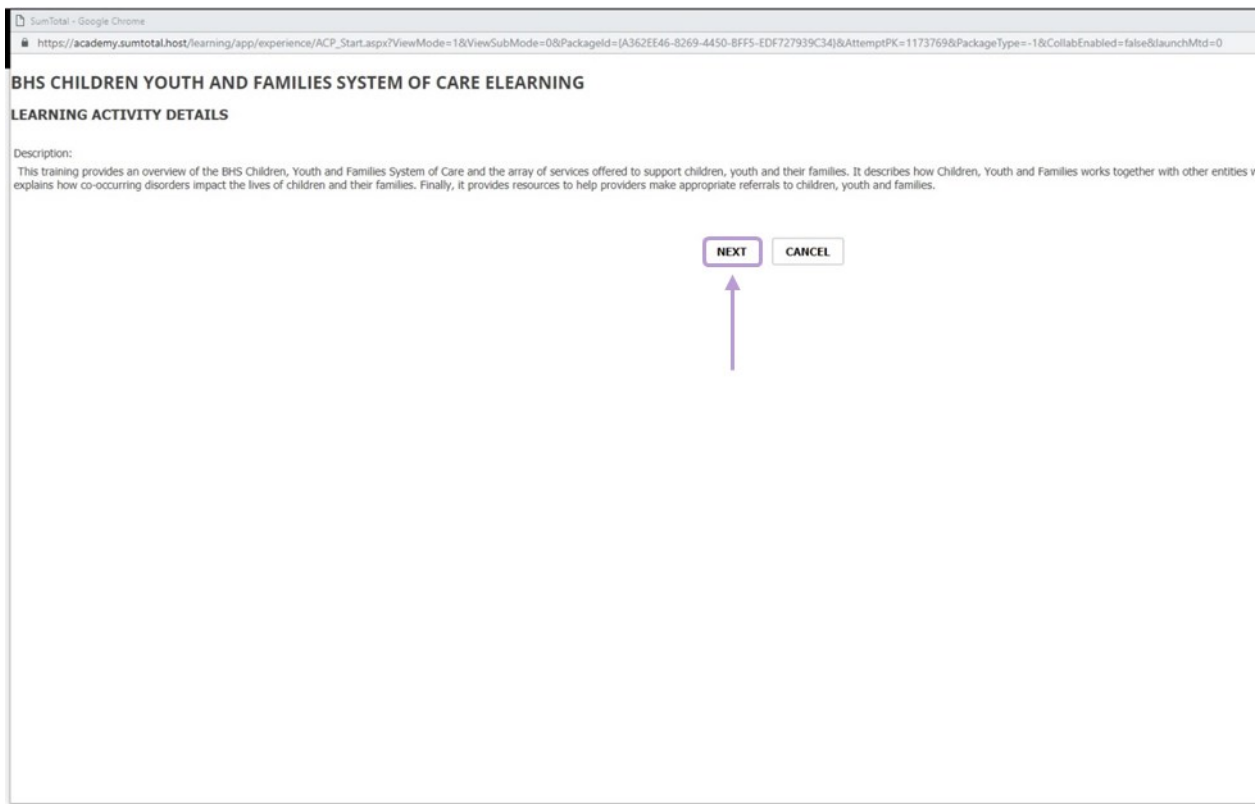 SumTotal - Google Chrome
https://academy.sumtotal.host/learning/app/experience/ACP_Start.aspx?ViewMode=1&ViewSubMode=0&PackageId={A362EE46-8269-4450-BFF5-EDF727939C34}&AttemptPK=1173769&PackageType=-1&CollabEnabled=false&launchMtd=0
BHS CHILDREN YOUTH AND FAMILIES SYSTEM OF CARE ELEARNING
LEARNING ACTIVITY DETAILS
Description:
This training provides an overview of the BHS Children, Youth and Families System of Care and the array of services offered to support children, youth and their families. It describes how Children, Youth and Families works together with other entities
explains how co-occurring disorders impact the lives of children and their families. Finally, it provides resources to help providers make appropriate referrals to children, youth and families.
NEXT CANCEL